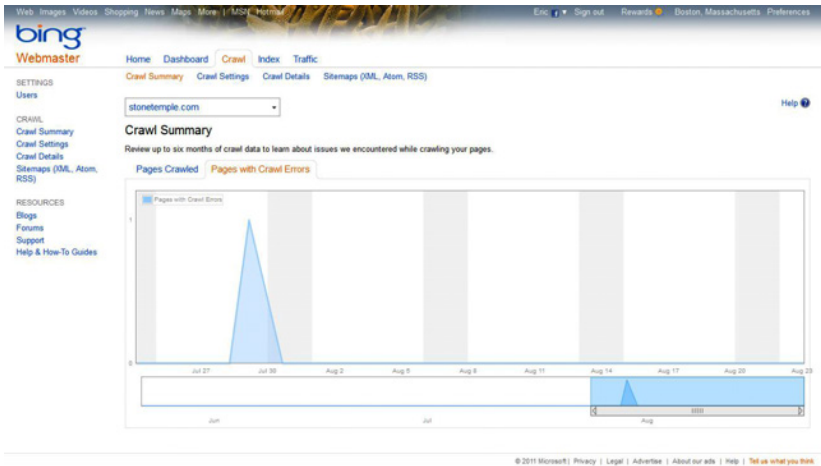 Web Images Videos Shopping News Maps More | MSN Hotmail
Eric ▾ Sign out Rewards Boston, Massachusetts Preferences
bing
Webmaster
Home Dashboard Crawl Index Traffic
Crawl Summary Crawl Settings Crawl Details Sitemaps (XML, Atom, RSS)
SETTINGS
Users
CRAWL
Crawl Summary
Crawl Settings
Crawl Details
Sitemaps (XML, Atom,
RSS)
RESOURCES
Blogs
Forums
Support
Help & How-To Guides
stonetemple.com
Help
Crawl Summary
Review up to six months of crawl data to learn about issues we encountered while crawling your pages.
Pages Crawled Pages with Crawl Errors
Pages with Crawl Errors
1
0
Jul 27 Jul 30 Aug 2 Aug 5 Aug 8 Aug 11 Aug 14 Aug 17 Aug 20 Aug 23
Jun Jul Aug
© 2011 Microsoft | Privacy | Legal | Advertise | About our ads | Help | Tell us what you think